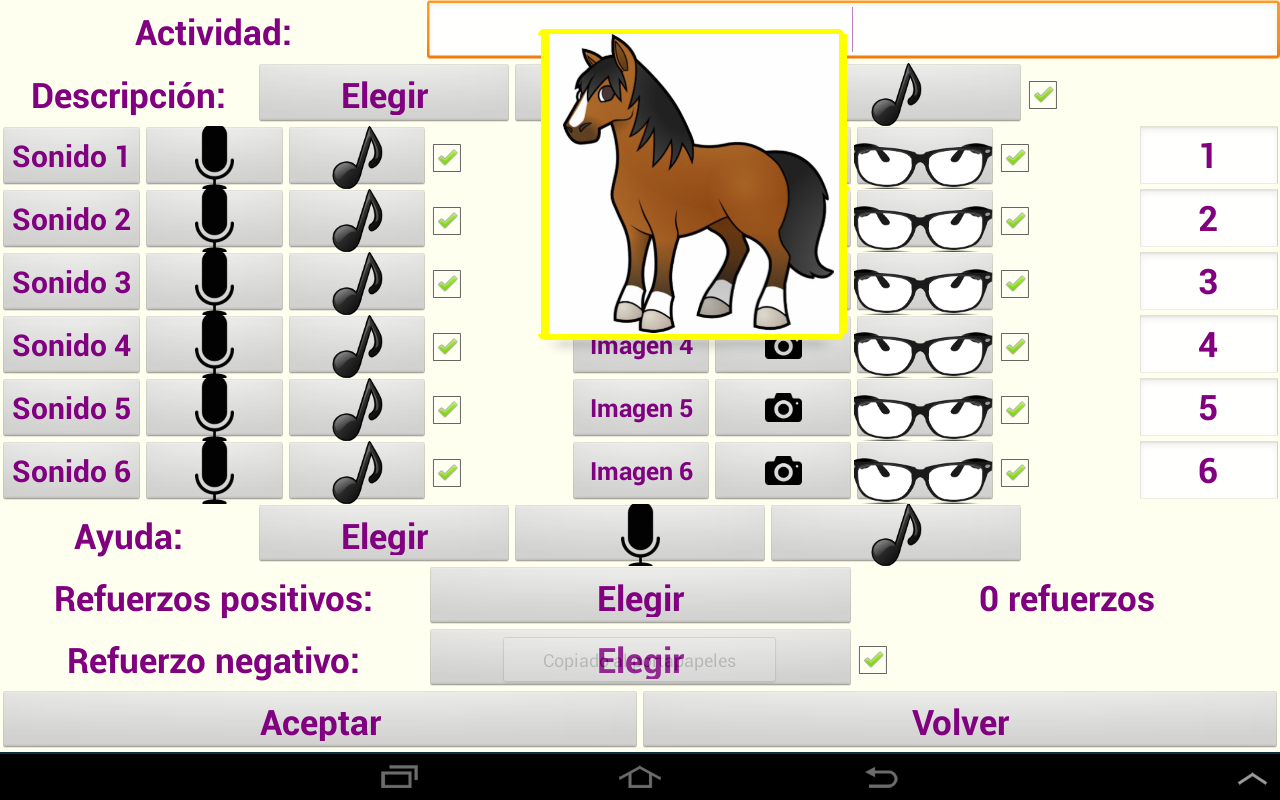 Actividad:
Descripción: Elegir
Sonido 1 1
Sonido 2 2
Sonido 3 3
Sonido 4 Imagen 4 4
Sonido 5 Imagen 5 5
Sonido 6 Imagen 6 6
Ayuda: Elegir
Refuerzos positivos: Elegir 0 refuerzos
Refuerzo negativo: Elegir
Copiado al portapapeles
Aceptar Volver